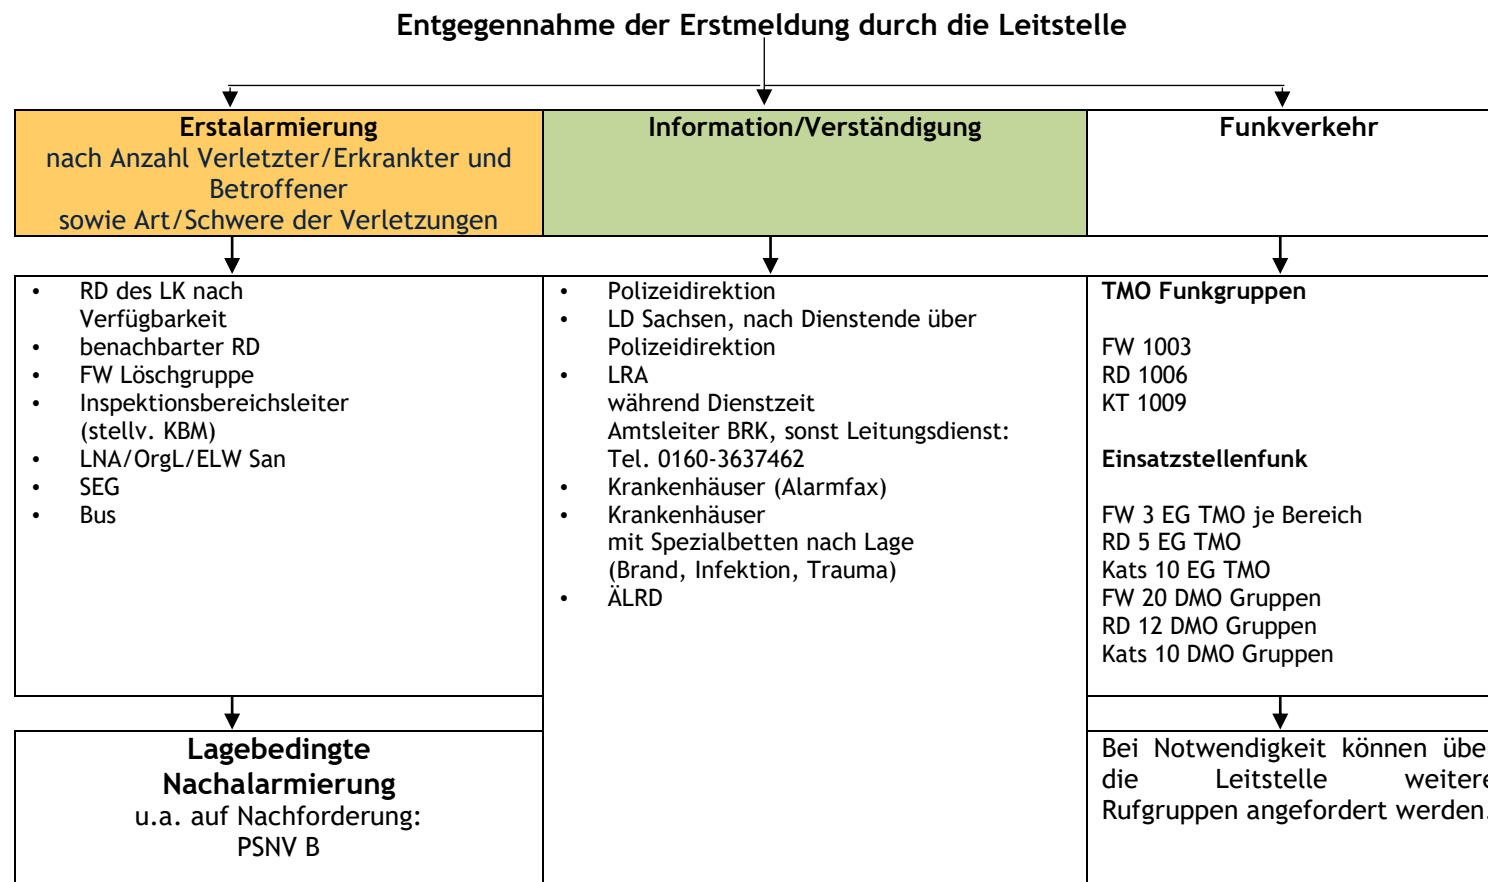 Entgegennahme der Erstmeldung durch die Leitstelle
Erstalarmierung
nach Anzahl Verletzter/Erkrankter und
Betroffener
sowie Art/Schwere der Verletzungen
Information/Verständigung
Funkverkehr
• RD des LK nach
Verfügbarkeit
• benachbarter RD
• FW Löschgruppe
• Inspektionsbereichsleiter
(stellv. KBM)
• LNA/OrgL/ELW San
• SEG
• Bus
• Polizeidirektion
• LD Sachsen, nach Dienstende über
Polizeidirektion
• LRA
während Dienstzeit
Amtsleiter BRK, sonst Leitungsdienst:
Tel. 0160-3637462
• Krankenhäuser (Alarmfax)
• Krankenhäuser
mit Spezialbetten nach Lage
(Brand, Infektion, Trauma)
• ÄLRD
TMO Funkgruppen
FW 1003
RD 1006
KT 1009
Einsatzstellenfunk
FW 3 EG TMO je Bereich
RD 5 EG TMO
Kats 10 EG TMO
FW 20 DMO Gruppen
RD 12 DMO Gruppen
Kats 10 DMO Gruppen
Lagebedingte
Nachalarmierung
u.a. auf Nachforderung:
PSNV B
Bei Notwendigkeit können über
die Leitstelle weitere
Rufgruppen angefordert werden.